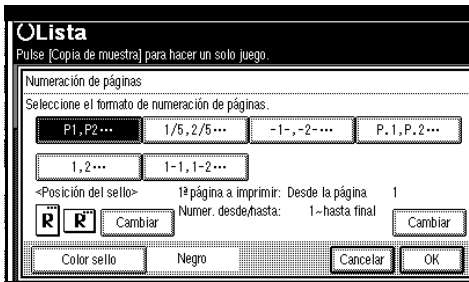 Lista
Pulse [Copia de muestra] para hacer un solo juego.
Numeración de páginas
Seleccione el formato de numeración de páginas.
P1,P2··· 1/5,2/5··· -1-,-2-··· P.1,P.2···
1,2··· 1-1,1-2···
<Posición del sello> 1ª página a imprimir: Desde la página 1
R R Cambiar Numer. desde/hasta: 1~hasta final Cambiar
Color sello Negro Cancelar OK